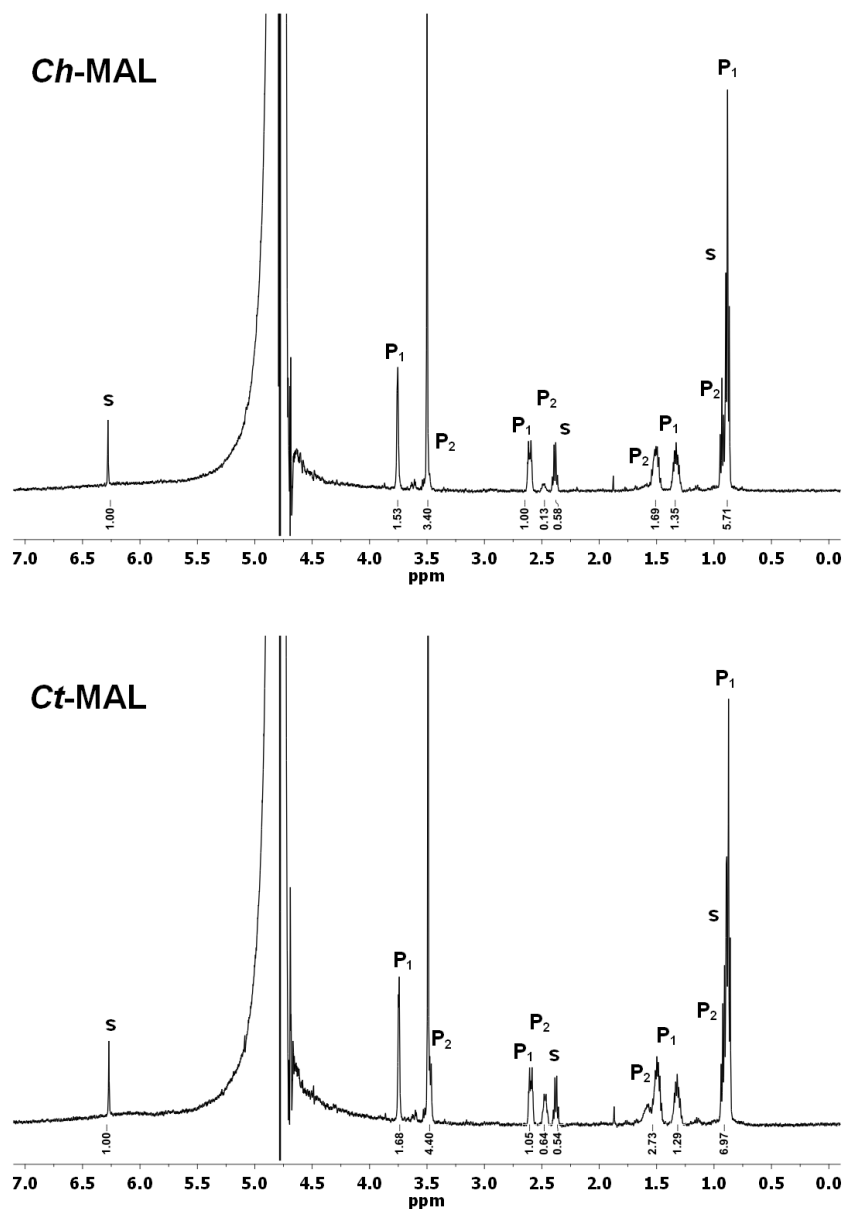 Ch-MAL
P₁
S
P₂
P₁
P₂
P₂
S
P₁
P₁
S
P₂
1.00
1.53
3.40
1.00
0.13
0.58
1.69
1.35
5.71
7.0 6.5 6.0 5.5 5.0 4.5 4.0 3.5 3.0 2.5 2.0 1.5 1.0 0.5 0.0
ppm
Ct-MAL
P₁
S
P₂
P₁
P₂
P₂
P₁
S
P₁
P₂
S
1.00
1.68
4.40
1.05
0.64
0.54
2.73
1.29
6.97
7.0 6.5 6.0 5.5 5.0 4.5 4.0 3.5 3.0 2.5 2.0 1.5 1.0 0.5 0.0
ppm